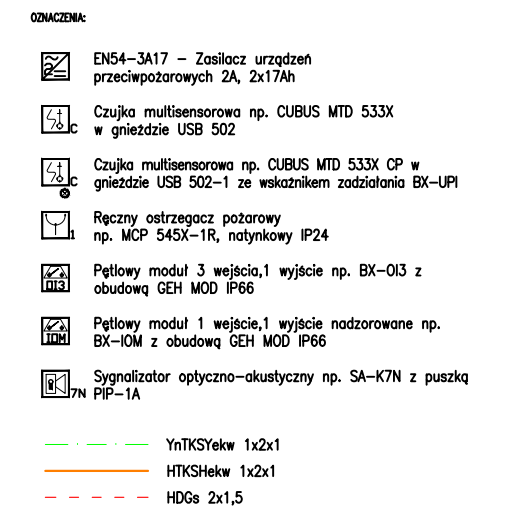 OZNACZENIA:
EN54-3A17 - Zasilacz urządzeń
przeciwpożarowych 2A, 2x17Ah
C
Czujka multisensorowa np. CUBUS MTD 533X
w gnieździe USB 502
C
Czujka multisensorowa np. CUBUS MTD 533X CP w
gnieździe USB 502-1 ze wskaźnikem zadziałania BX-UPI
1
Ręczny ostrzegacz pożarowy
np. MCP 545X-1R, natynkowy IP24
OI3
Pętlowy moduł 3 wejścia,1 wyjście np. BX-OI3 z
obudową GEH MOD IP66
IOM
Pętlowy moduł 1 wejście,1 wyjście nadzorowane np.
BX-IOM z obudową GEH MOD IP66
7N
Sygnalizator optyczno-akustyczny np. SA-K7N z puszką
PIP-1A
YnTKSYekw 1x2x1
HTKSHekw 1x2x1
HDGs 2x1,5